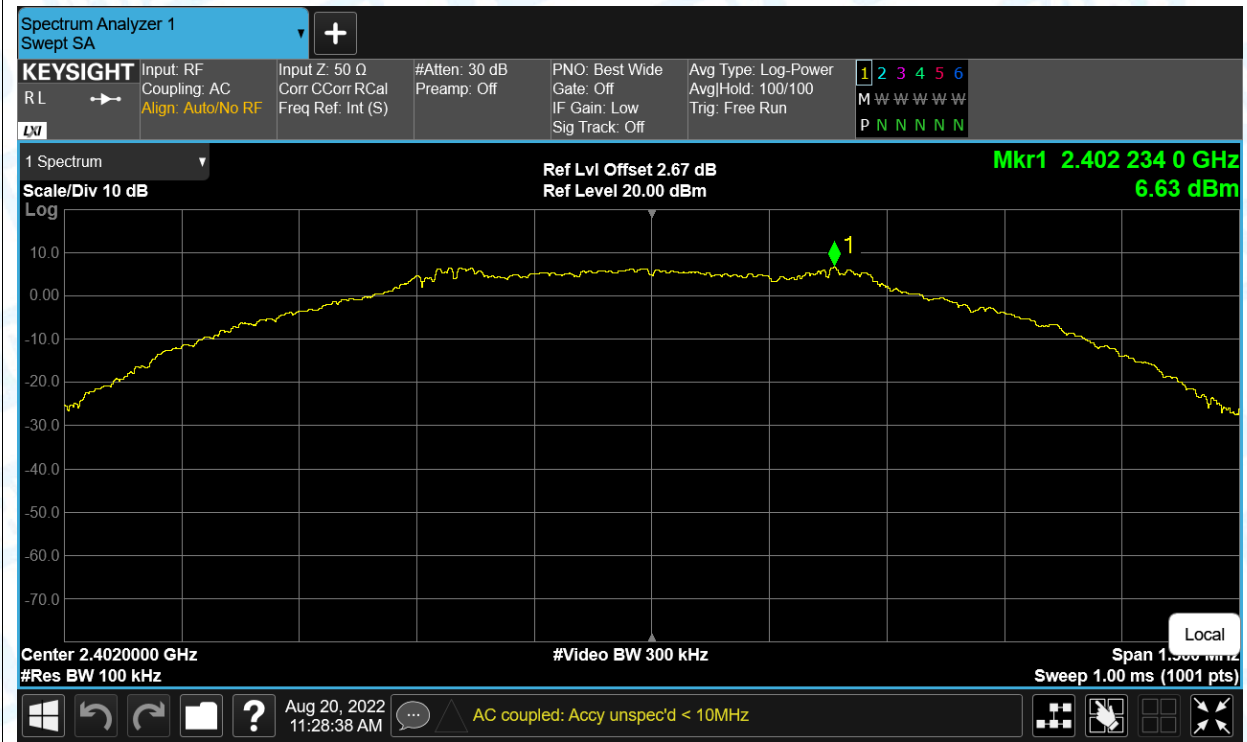 Spectrum Analyzer 1
Swept SA
KEYSIGHT
R L
LXI
Input: RF
Coupling: AC
Align: Auto/No RF
Input Z: 50 Ω
Corr CCorr RCal
Freq Ref: Int (S)
#Atten: 30 dB
Preamp: Off
PNO: Best Wide
Gate: Off
IF Gain: Low
Sig Track: Off
Avg Type: Log-Power
Avg|Hold: 100/100
Trig: Free Run
1 2 3 4 5 6
M W W W W W
P N N N N N
1 Spectrum
Scale/Div 10 dB
Ref Lvl Offset 2.67 dB
Ref Level 20.00 dBm
Mkr1 2.402 234 0 GHz
6.63 dBm
Log
1
10.0
0.00
-10.0
-20.0
-30.0
-40.0
-50.0
-60.0
-70.0
Local
Center 2.4020000 GHz
#Video BW 300 kHz
Span
#Res BW 100 kHz
Sweep 1.00 ms (1001 pts)
?
Aug 20, 2022
11:28:38 AM
AC coupled: Accy unspec'd < 10MHz